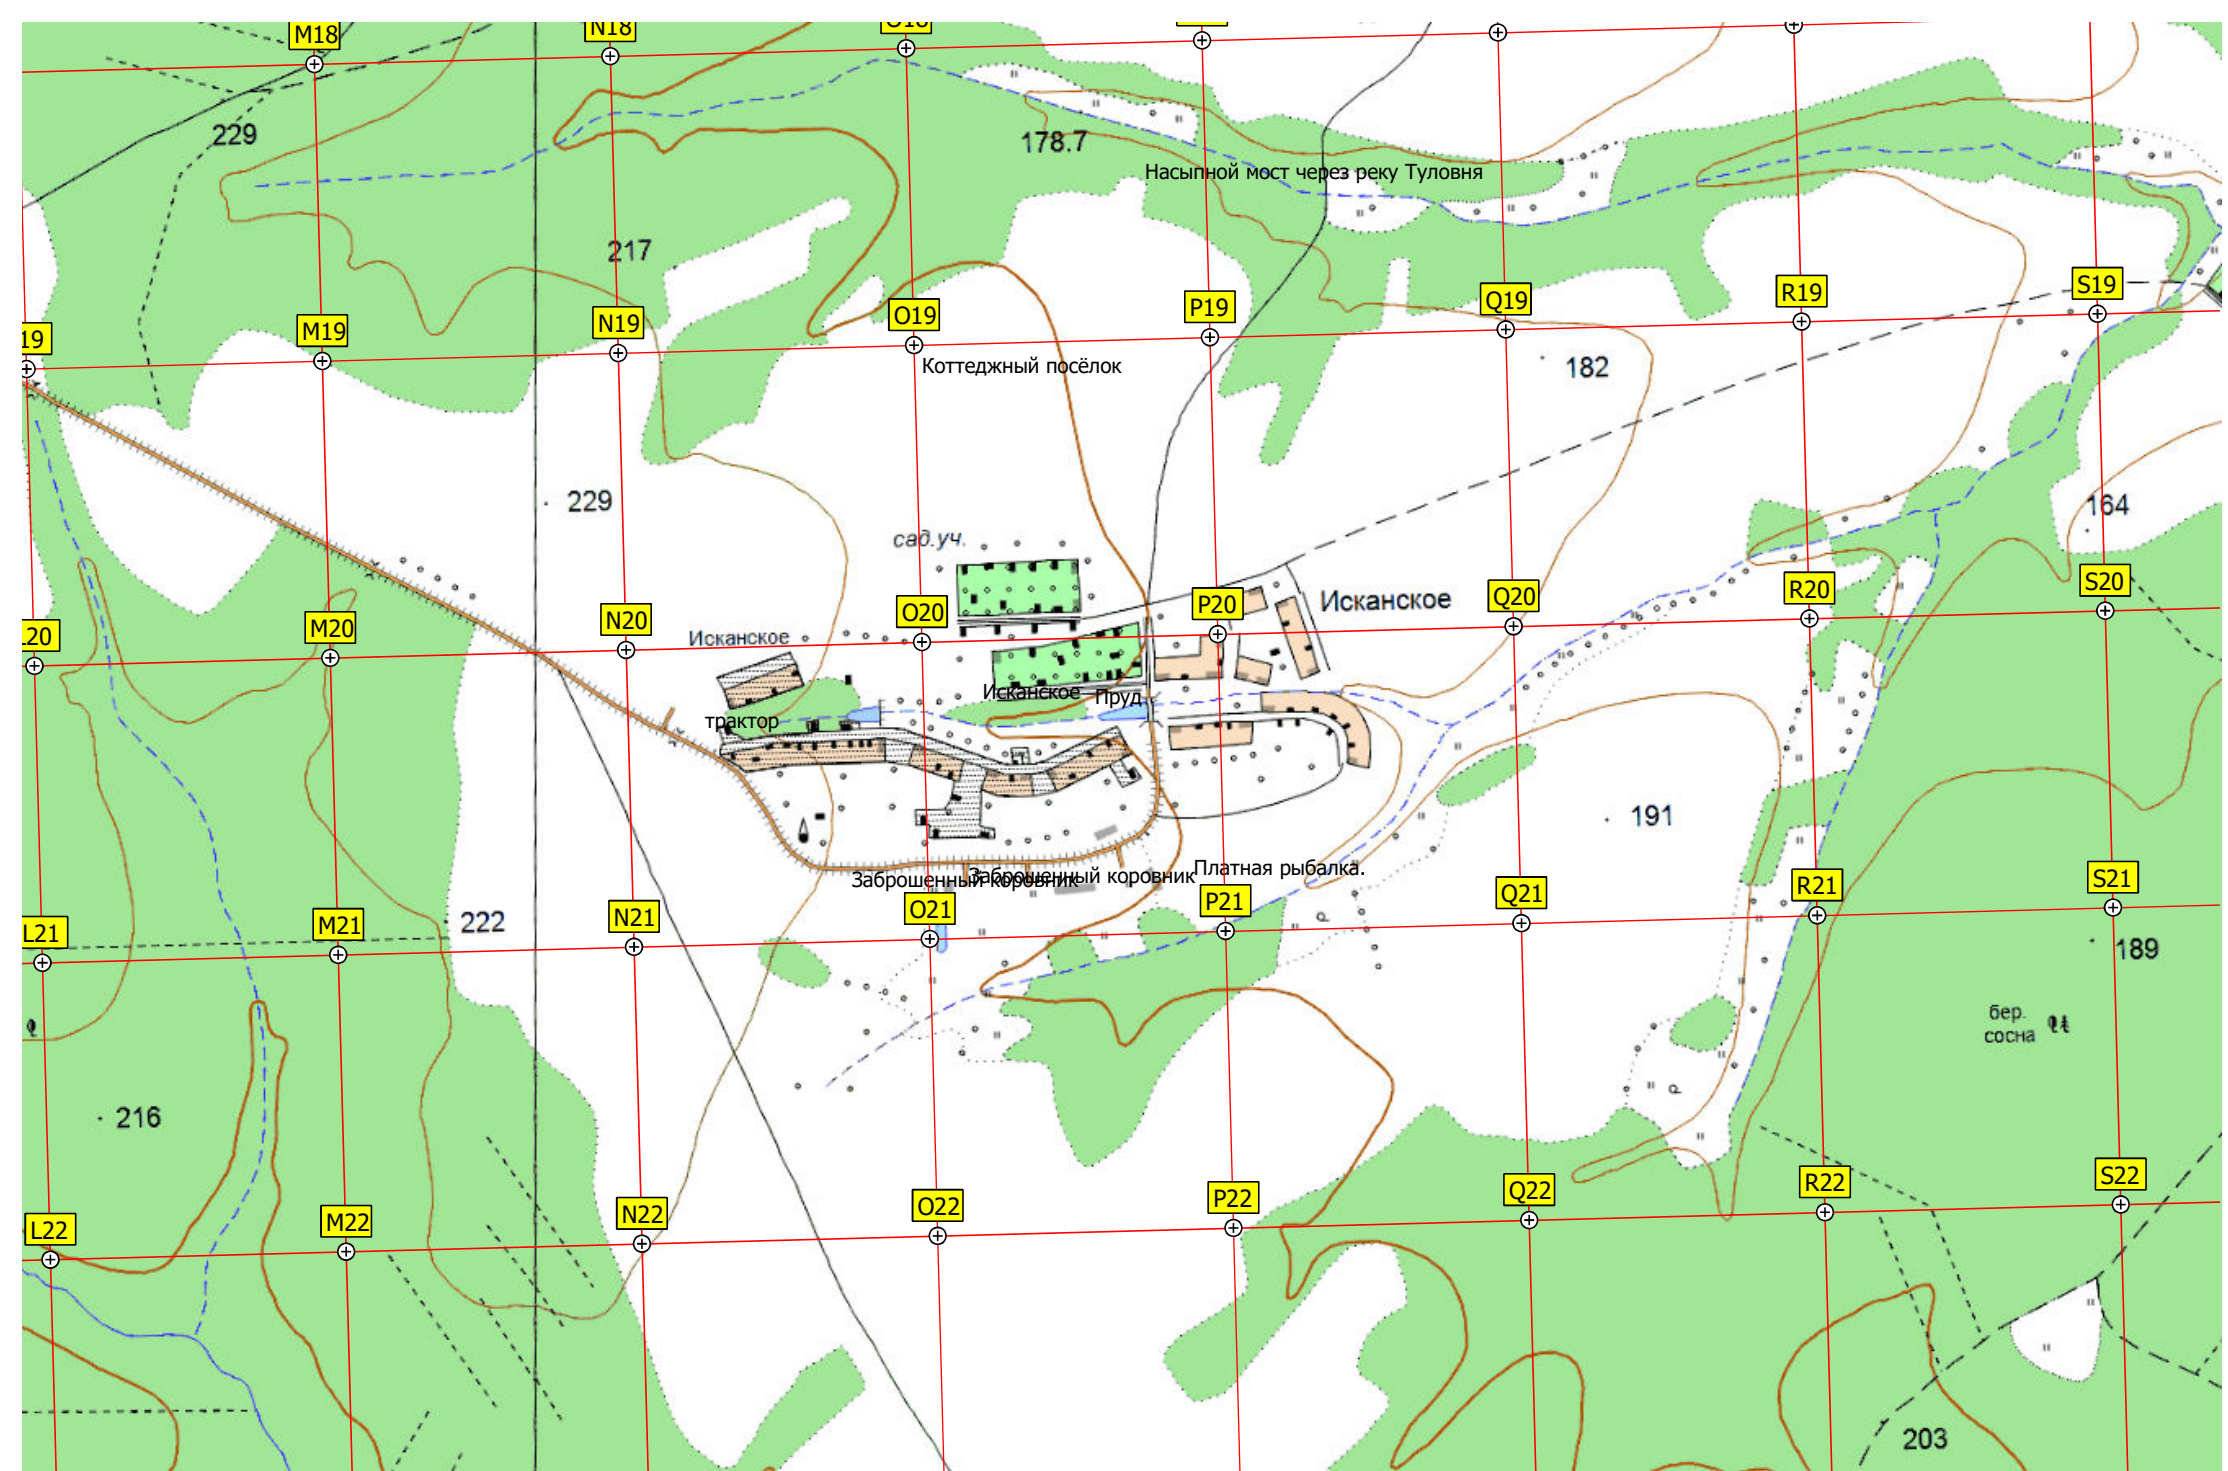 M18
N18
O18
229
178.7
Насыпной мост через реку Туловня
217
19
M19
N19
O19
P19
Q19
R19
S19
Коттеджный посёлок
182
229
164
сад.уч.
Исканское
L20
M20
N20
O20
P20
Q20
R20
S20
Исканское
Исканское
Пруд
трактор
191
Заброшенный коровник
Заброшенный коровник
Платная рыбалка.
L21
M21
222
N21
O21
P21
Q21
R21
S21
189
бер.
сосна
216
L22
M22
N22
O22
P22
Q22
R22
S22
203